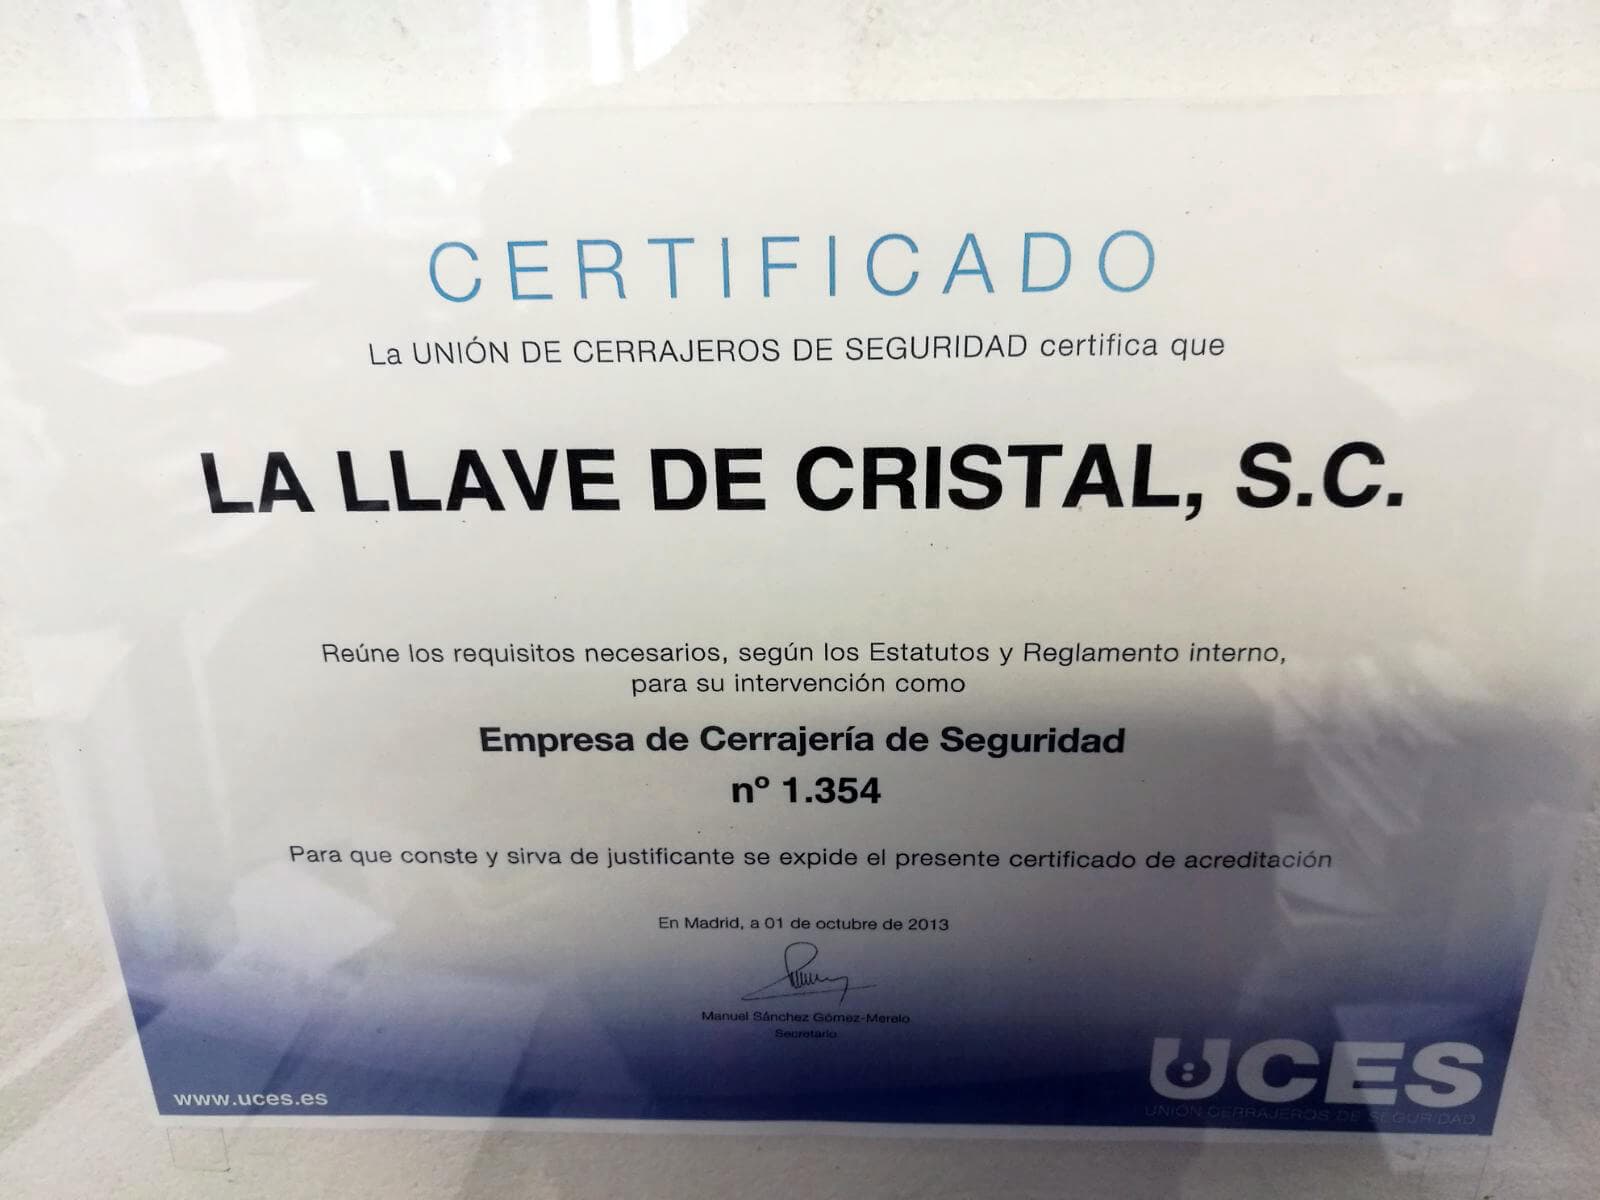 CERTIFICADO
La UNIÓN DE CERRAJEROS DE SEGURIDAD certifica que
LA LLAVE DE CRISTAL, S.C.
Reúne los requisitos necesarios, según los Estatutos y Reglamento interno,
para su intervención como
Empresa de Cerrajería de Seguridad
nº 1.354
Para que conste y sirva de justificante se expide el presente certificado de acreditación
En Madrid, a 01 de octubre de 2013
Manuel Sánchez Gómez-Merelo
Secretario
www.uces.es
UCES
UNIÓN CERRAJEROS DE SEGURIDAD